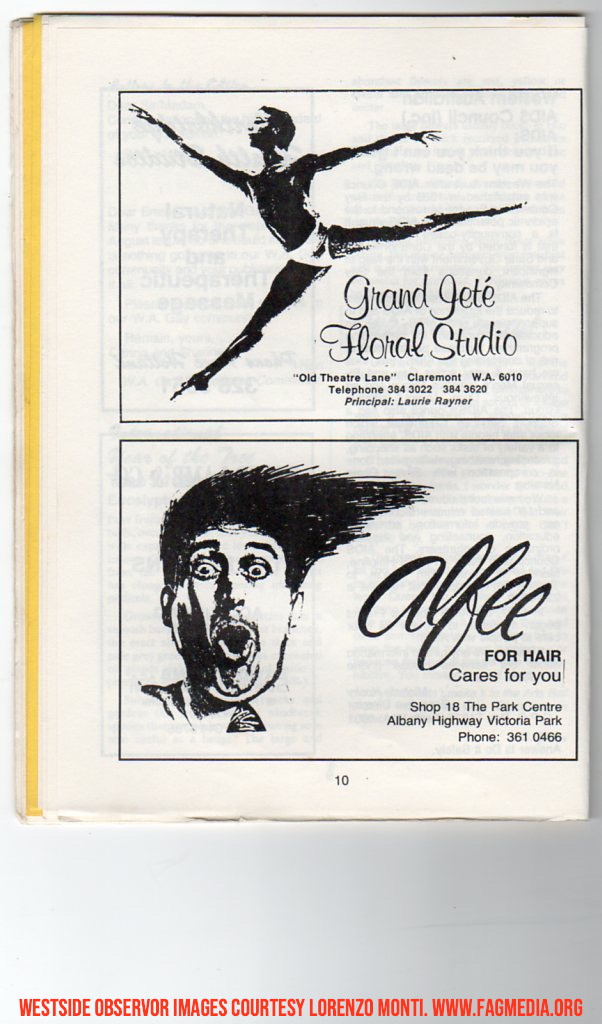 Grand Jeté
Floral Studio
"Old Theatre Lane" Claremont W.A. 6010
Telephone 384 3022 384 3620
Principal: Laurie Rayner
Alfee
FOR HAIR
Cares for you
Shop 18 The Park Centre
Albany Highway Victoria Park
Phone: 361 0466
10
WESTSIDE OBSERVOR IMAGES COURTESY LORENZO MONTI. WWW.FAGMEDIA.ORG